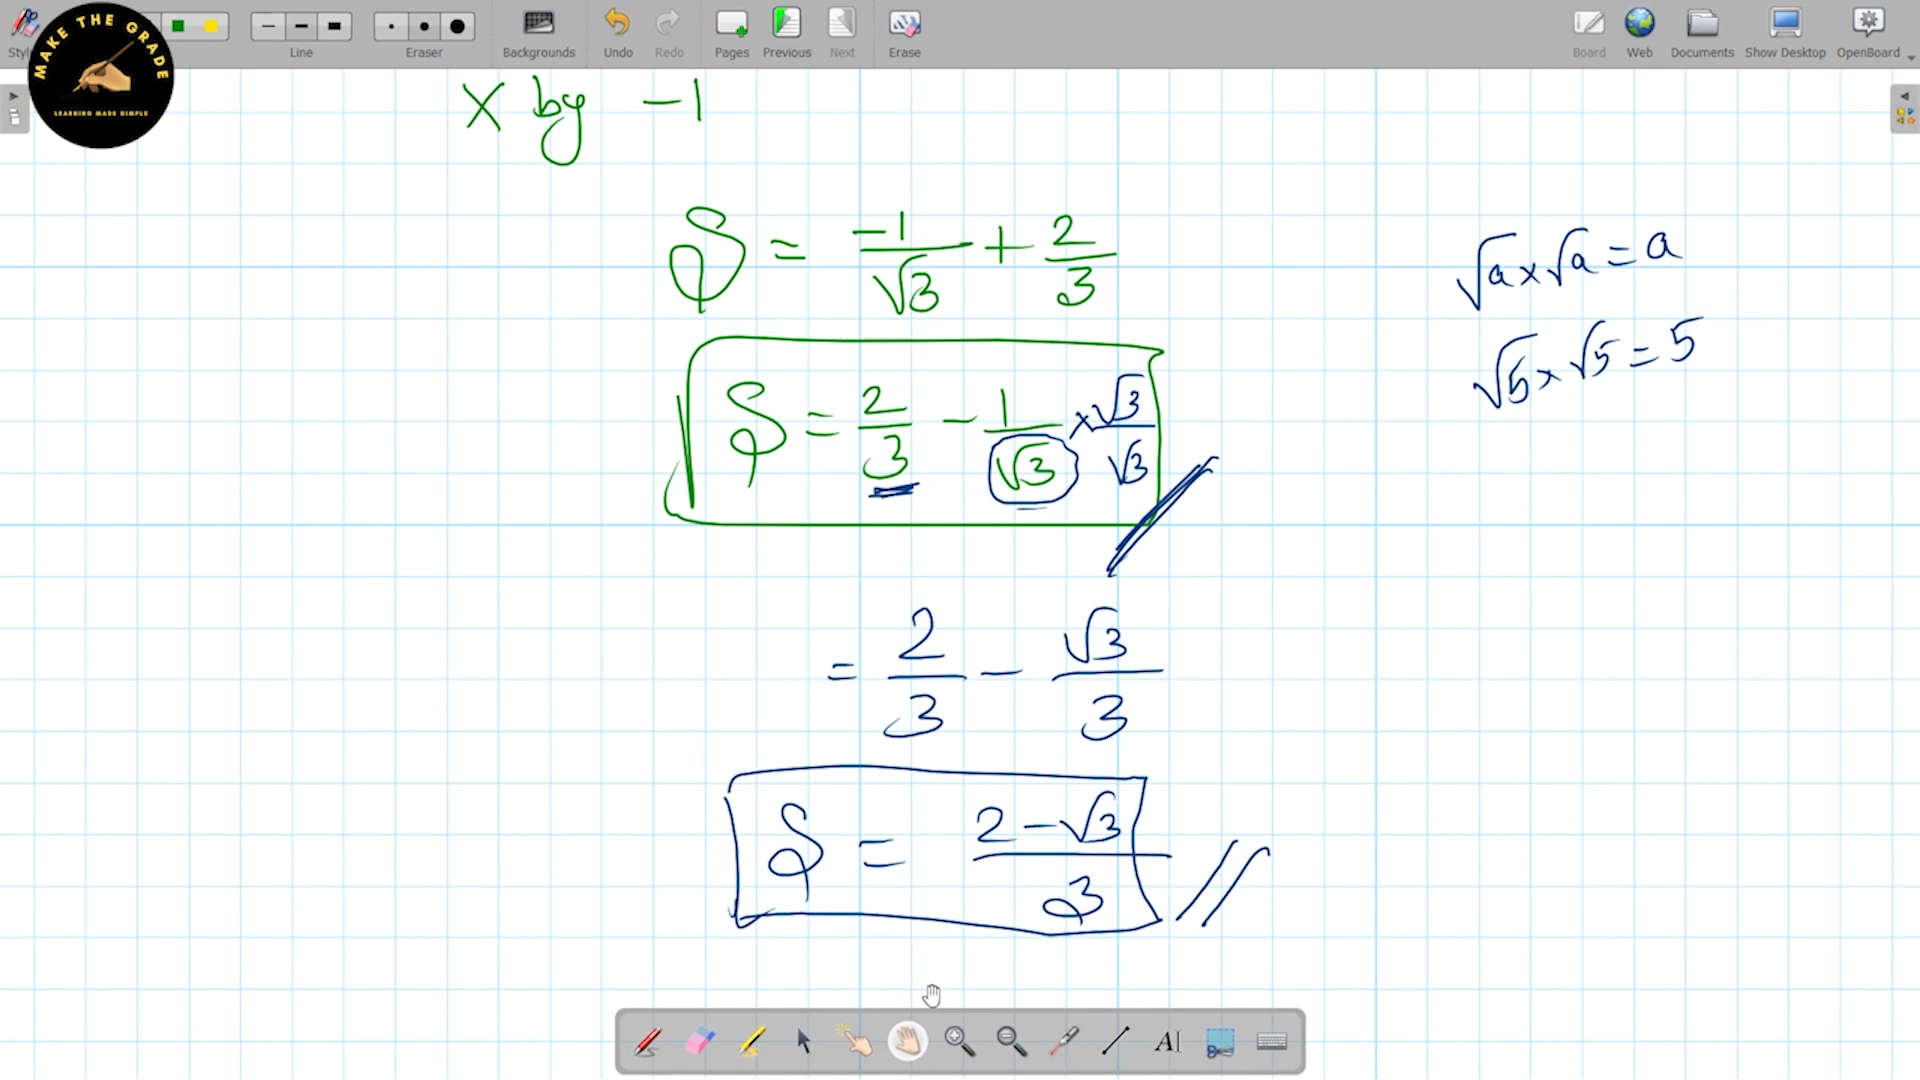 Line
Eraser
Backgrounds
Undo
Redo
Pages
Previous
Next
Erase
Board
Web
Documents
Show Desktop
OpenBoard
MAKE THE GRADE
LEARNING MADE SIMPLE
X by -1
S = -1/√3 + 2/3
√a × √a = a
√5 × √5 = 5
S = 2/3 - 1/√3 × √3/√3
= 2/3 - √3/3
S = (2-√3)/3 //
AI